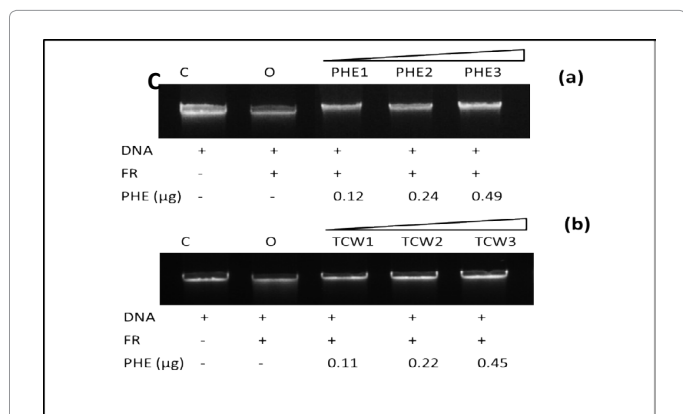 C
(a)
C O PHE1 PHE2 PHE3
DNA + + + + +
FR - + + + +
PHE (µg) - - 0.12 0.24 0.49
(b)
C O TCW1 TCW2 TCW3
DNA + + + + +
FR - + + + +
PHE (µg) - - 0.11 0.22 0.45